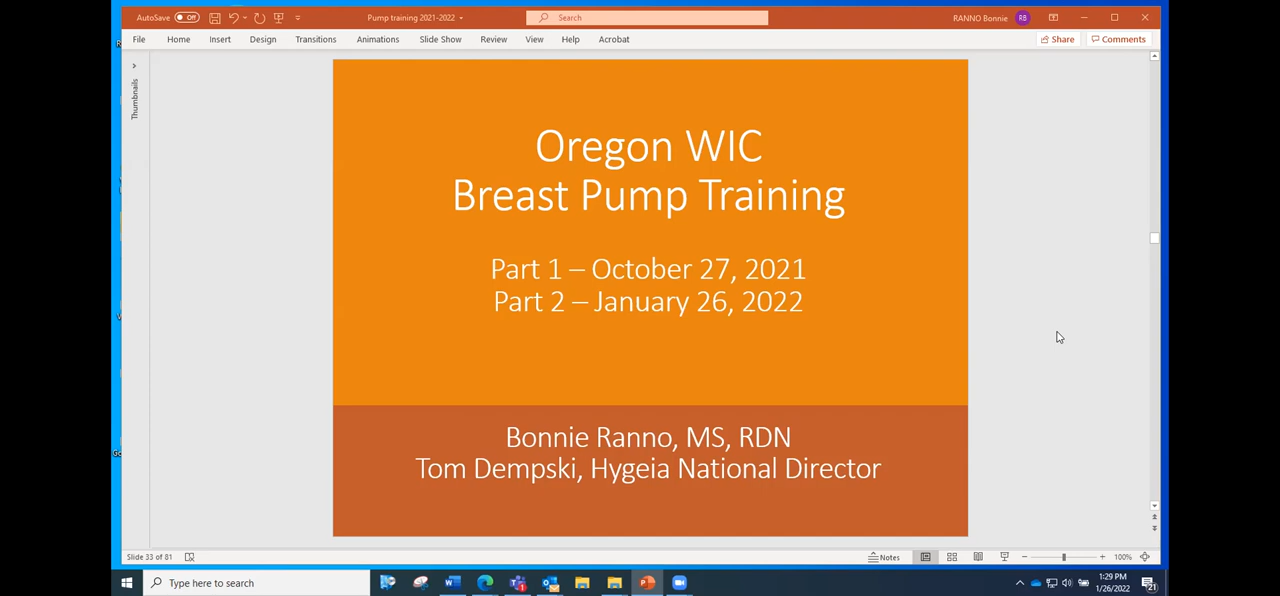 AutoSave Off Pump training 2021-2022 Search RANNO Bonnie RB
File Home Insert Design Transitions Animations Slide Show Review View Help Acrobat Share Comments
Thumbnails
Oregon WIC
Breast Pump Training
Part 1 – October 27, 2021
Part 2 – January 26, 2022
Bonnie Ranno, MS, RDN
Tom Dempski, Hygeia National Director
Slide 33 of 81 Notes 100%
Type here to search 1:29 PM
1/26/2022 21